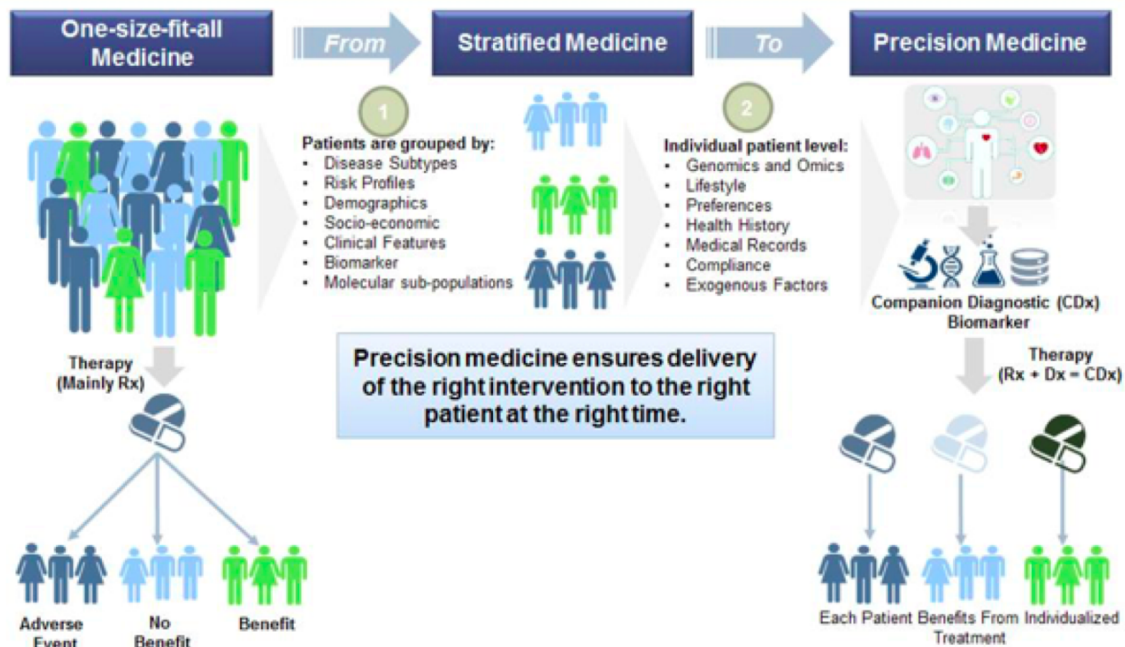 One-size-fit-all
Medicine
From
Stratified Medicine
To
Precision Medicine
1
Patients are grouped by:
• Disease Subtypes
• Risk Profiles
• Demographics
• Socio-economic
• Clinical Features
• Biomarker
• Molecular sub-populations
2
Individual patient level:
• Genomics and Omics
• Lifestyle
• Preferences
• Health History
• Medical Records
• Compliance
• Exogenous Factors
Companion Diagnostic (CDx)
Biomarker
Therapy
(Mainly Rx)
Precision medicine ensures delivery
of the right intervention to the right
patient at the right time.
Therapy
(Rx + Dx = CDx)
Adverse
Event
No
Benefit
Benefit
Each Patient
Benefits From
Treatment
Individualized